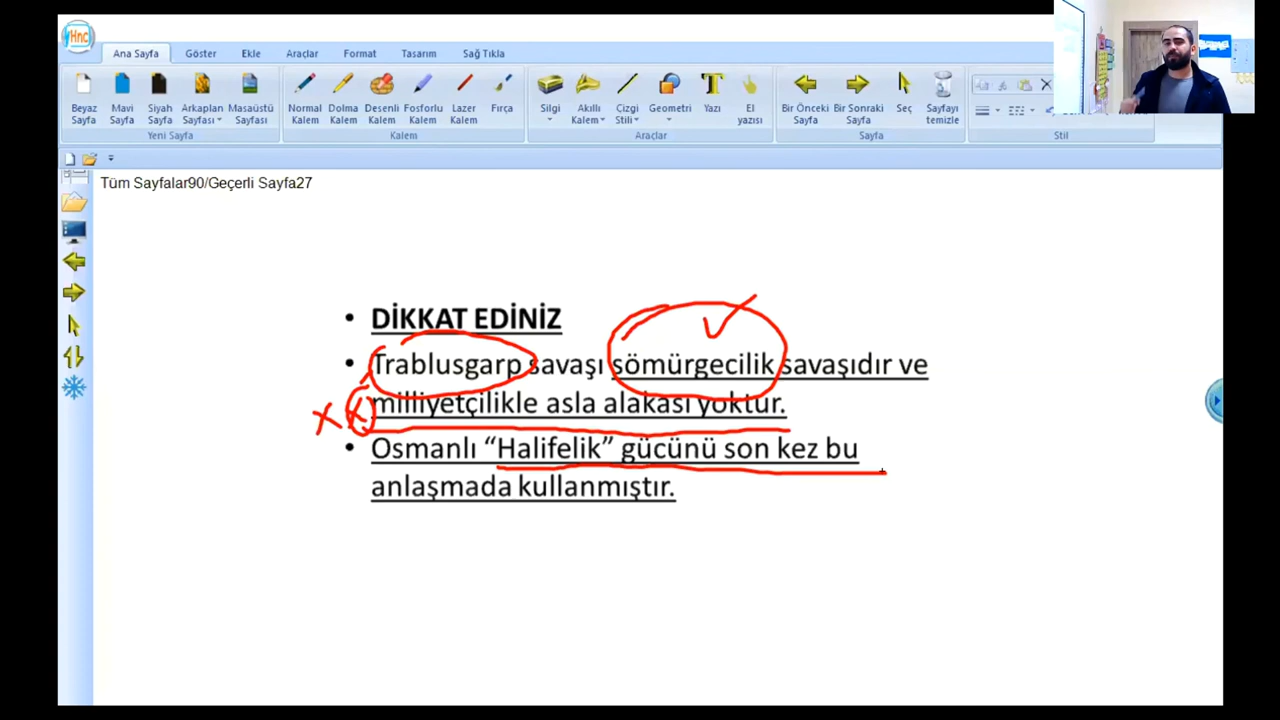 Hnc
Ana Sayfa Göster Ekle Araçlar Format Tasarım Sağ Tıkla
Beyaz Sayfa Mavi Sayfa Siyah Sayfa Arkaplan Sayfası Masaüstü Sayfası
Normal Kalem Dolma Kalem Desenli Kalem Fosforlu Kalem Lazer Kalem Fırça
Silgi Akıllı Kalem Çizgi Stili Geometri Yazı El yazısı
Bir Önceki Sayfa Bir Sonraki Sayfa Seç Sayfayı temizle
Yeni Sayfa Kalem Araçlar Sayfa Stil
Tüm Sayfalar90/Geçerli Sayfa27
• DİKKAT EDİNİZ
• Trablusgarp savaşı sömürgecilik savaşıdır ve
milliyetçilikle asla alakası yoktur.
• Osmanlı “Halifelik” gücünü son kez bu
anlaşmada kullanmıştır.